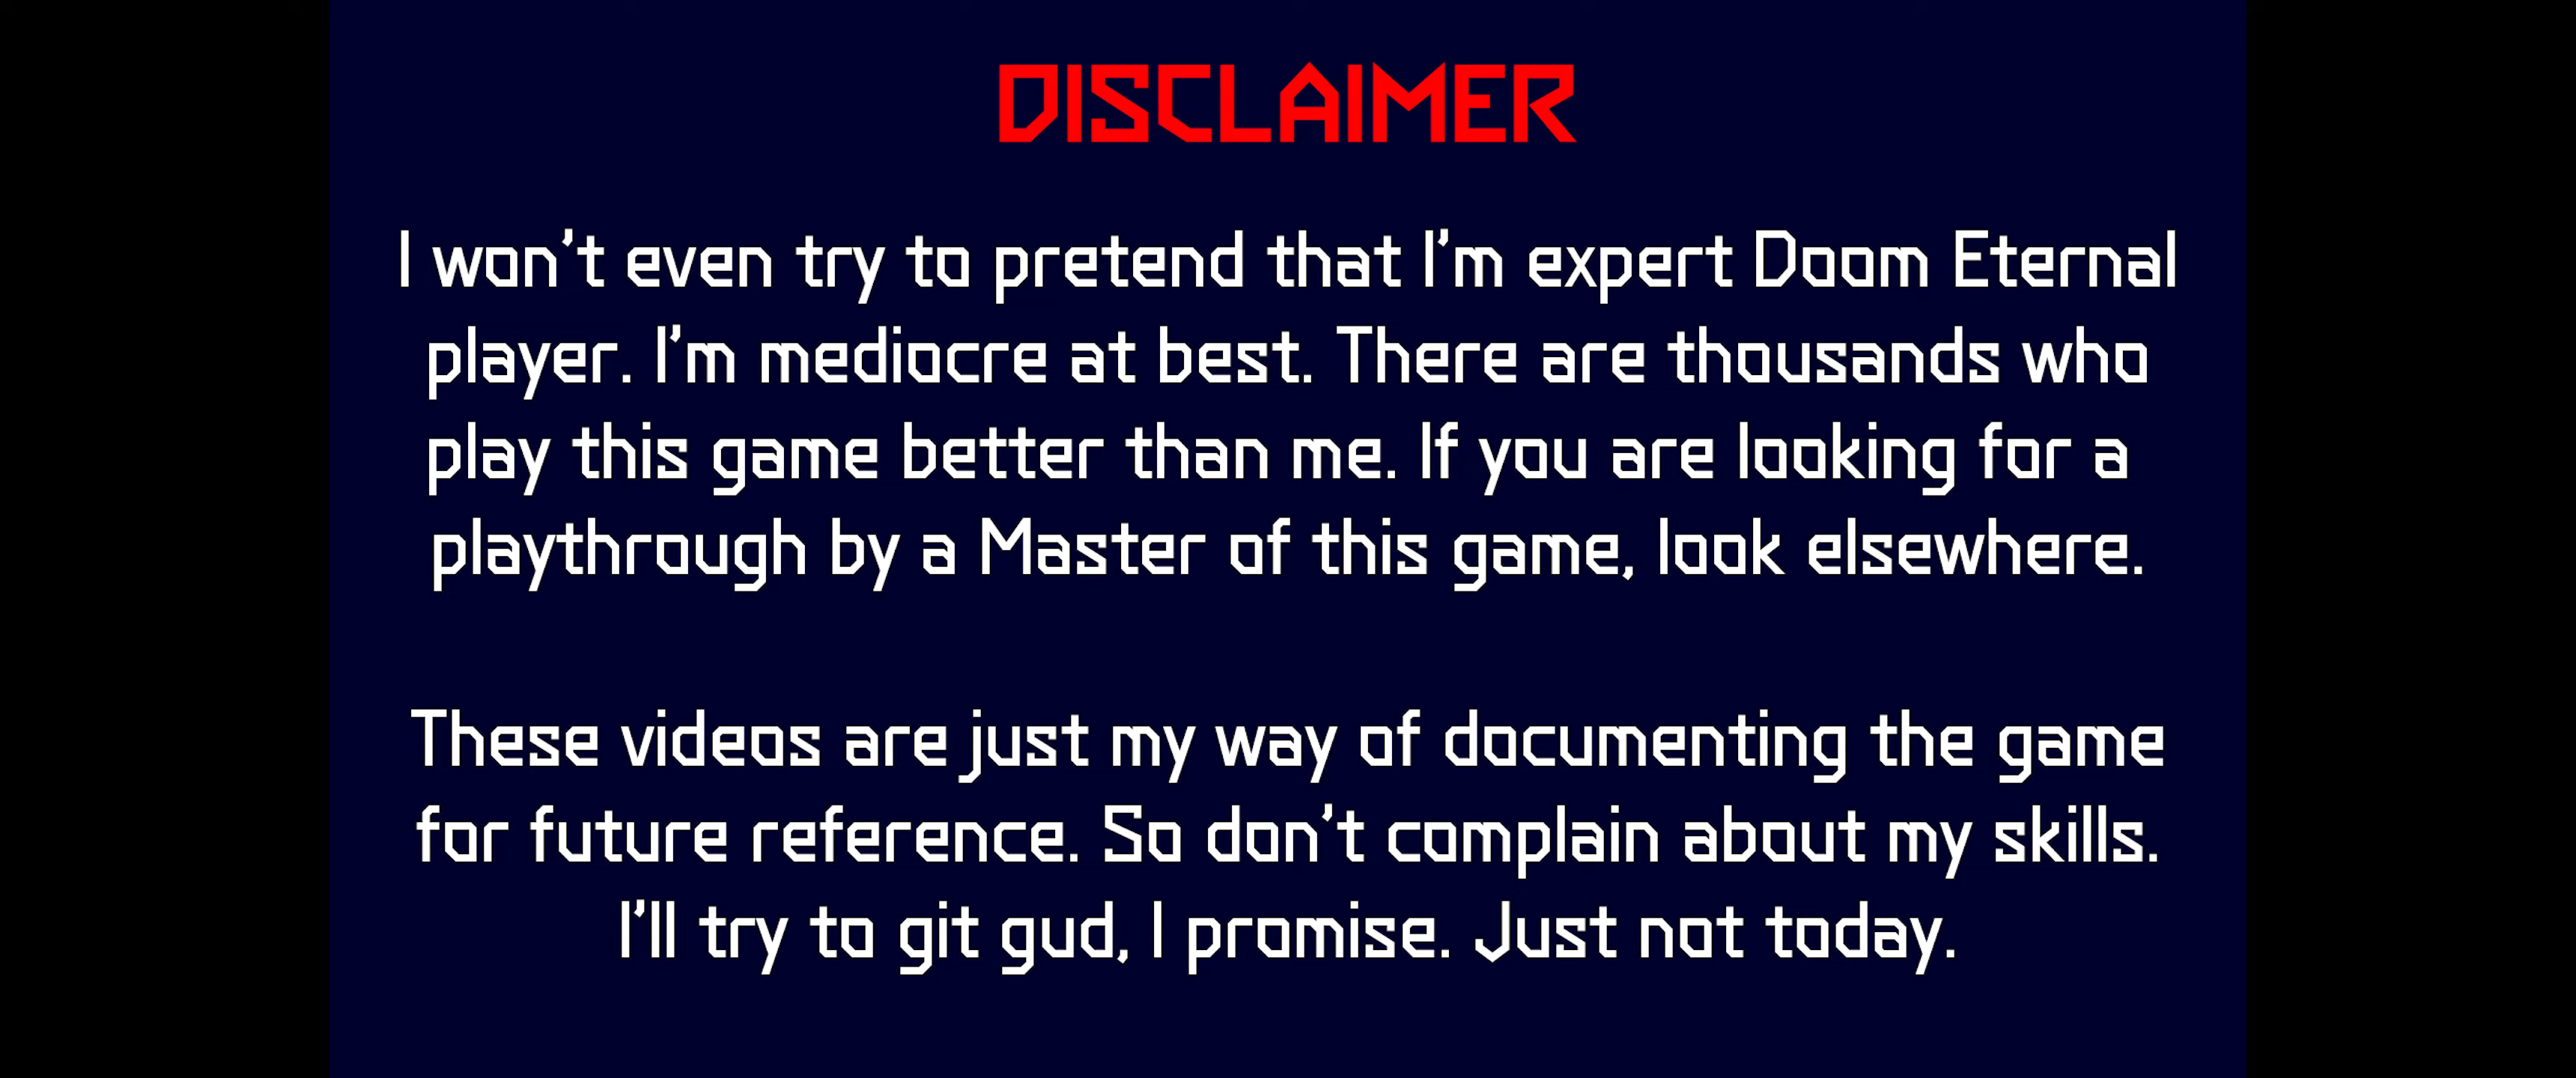 DISCLAIMER
I won't even try to pretend that I'm expert Doom Eternal
player. I'm mediocre at best. There are thousands who
play this game better than me. If you are looking for a
playthrough by a Master of this game, look elsewhere.
These videos are just my way of documenting the game
for future reference. So don't complain about my skills.
I'll try to git gud, I promise. Just not today.